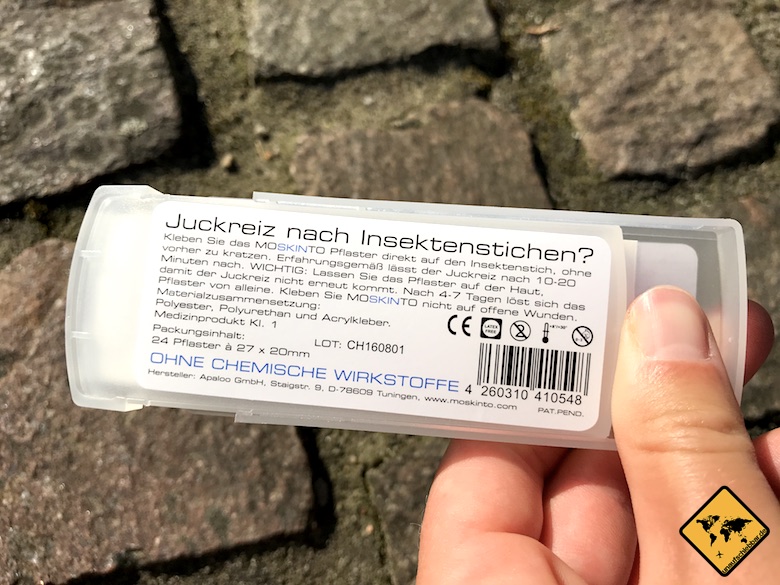 Juckreiz nach Insektenstichen?
Kleben Sie das MOSKINTO Pflaster direkt auf den Insektenstich, ohne
vorher zu kratzen, Erfahrungsgemäß lässt der Juckreiz nach 10-20
Minuten nach. WICHTIG: Lassen Sie das Pflaster auf der Haut,
damit der Juckreiz nicht erneut kommt. Nach 4-7 Tagen löst sich das
Pflaster von alleine. Kleben Sie MOSKINTO nicht auf offene Wunden.
Materialzusammensetzung:
Polyester, Polyurethan und Acrylkleber.
Medizinprodukt Kl. 1
Packungsinhalt:
24 Pflaster à 27 x 20mm
LOT: CH160801
OHNE CHEMISCHE WIRKSTOFFE
Hersteller: Apaloo GmbH, Staigstr. 9, D-78609 Tuningen, www.moskinto.com
CE
LATEX
FREE
4 260310 410548
PAT.PEND.